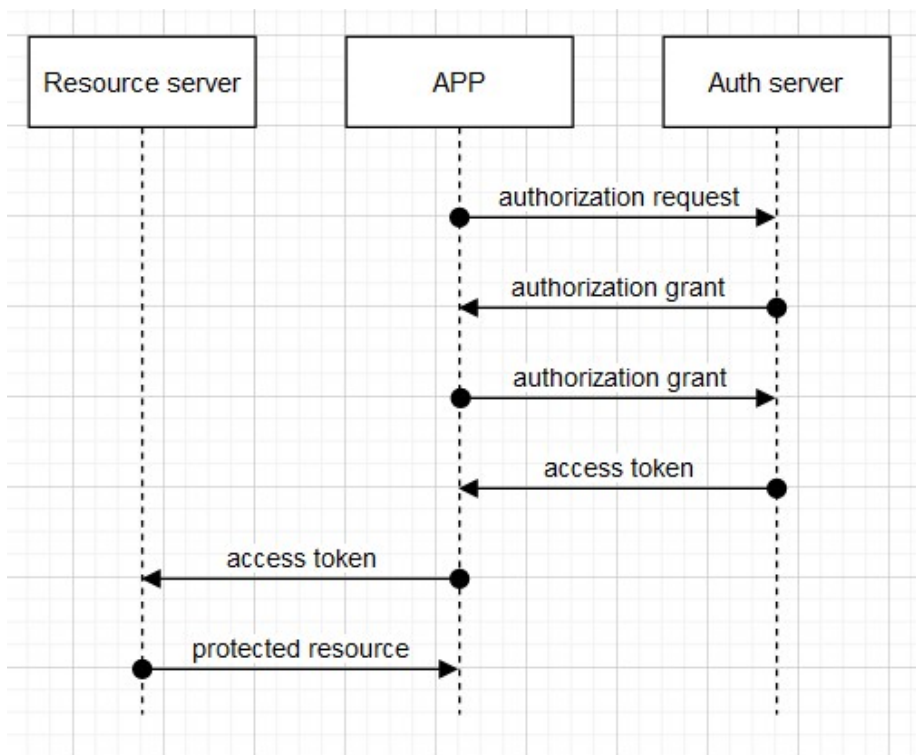 Resource server
APP
Auth server
authorization request
authorization grant
authorization grant
access token
access token
protected resource